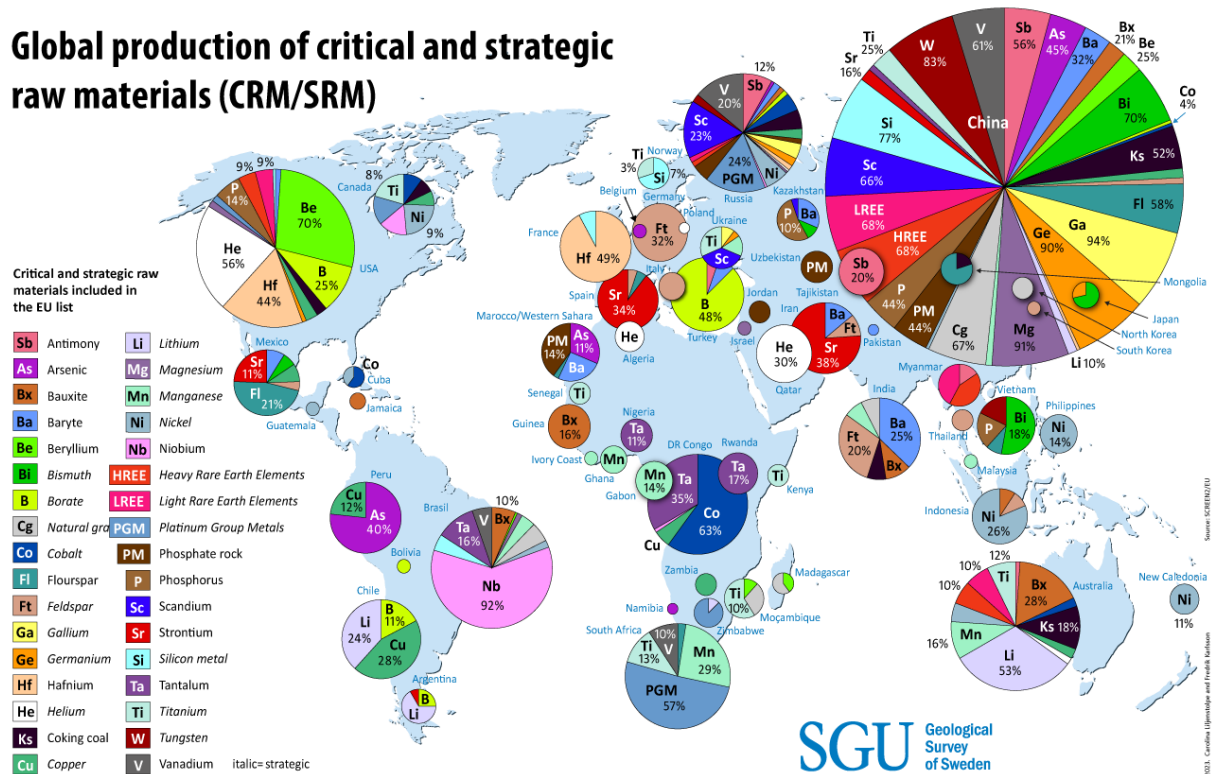 Global production of critical and strategic
raw materials (CRM/SRM)
Critical and strategic raw
materials included in
the EU list
Sb Antimony
As Arsenic
Bx Bauxite
Ba Baryte
Be Beryllium
Bi Bismuth
B Borate
Cg Natural gra
Co Cobalt
Fl Flourspar
Ft Feldspar
Ga Gallium
Ge Germanium
Hf Hafnium
He Helium
Ks Coking coal
Cu Copper
Li Lithium
Mg Magnesium
Mn Manganese
Ni Nickel
Nb Niobium
HREE Heavy Rare Earth Elements
LREE Light Rare Earth Elements
PGM Platinum Group Metals
PM Phosphate rock
P Phosphorus
Sc Scandium
Sr Strontium
Si Silicon metal
Ta Tantalum
Ti Titanium
W Tungsten
V Vanadium
italic= strategic
9%
9%
P
14%
Be
70%
He
56%
Hf
44%
B
25%
USA
8%
Canada
Ti
Ni
9%
Mexico
Sr
11%
Fl
21%
Co
Cuba
Jamaica
Guatemala
Peru
Cu
12%
As
40%
Bolivia
Brasil
10%
Ta
16%
V
Bx
Nb
92%
Chile
B
11%
Li
24%
Cu
28%
Argentina
B
Li
12%
V
20%
Sb
Sc
23%
24%
PGM
Ni
Russia
Norway
Ti
3%
Si
7%
Belgium
Germany
Poland
Ft
32%
Ukraine
Ti
Sc
France
Hf 49%
Italy
Spain
Sr
34%
B
48%
Turkey
Kazakhstan
P
10%
Ba
Uzbekistan
PM
Tajikistan
Jordan
Israel
Iran
Ba
Ft
Sr
38%
Pakistan
He
30%
Qatar
Marocco/Western Sahara
PM
14%
As
11%
Ba
He
Algeria
Senegal
Ti
Guinea
Bx
16%
Nigeria
Ta
11%
Ivory Coast
Mn
Ghana
Gabon
Mn
14%
DR Congo
Ta
35%
Co
63%
Cu
Rwanda
Ta
17%
Ti
Kenya
Zambia
Namibia
Zimbabwe
Ti
10%
Moçambique
Madagascar
South Africa
10%
Ti
13%
V
Mn
29%
PGM
57%
China
V
61%
Sb
56%
As
45%
Ba
32%
Bx
21%
Be
25%
Bi
70%
Co
4%
Ks 52%
Fl 58%
Ga
94%
Ge
90%
Li 10%
Mg
91%
Cg
67%
PM
44%
P
44%
HREE
68%
LREE
68%
Sc
66%
Si
77%
Sr
16%
Ti
25%
W
83%
Sb
20%
Mongolia
Japan
North Korea
South Korea
Myanmar
Thailand
Vietnam
P
Bi
18%
Philippines
Ni
14%
Malaysia
India
Ft
20%
Ba
25%
Bx
Indonesia
Ni
26%
12%
10%
10%
Ti
Bx
28%
Australia
Ks 18%
16%
Mn
Li
53%
New Caledonia
Ni
11%
SGU
Geological
Survey
of Sweden
Source: SCREEN2/EU
2023. Carolina Liljenstolpe and Fredrik Karlsson